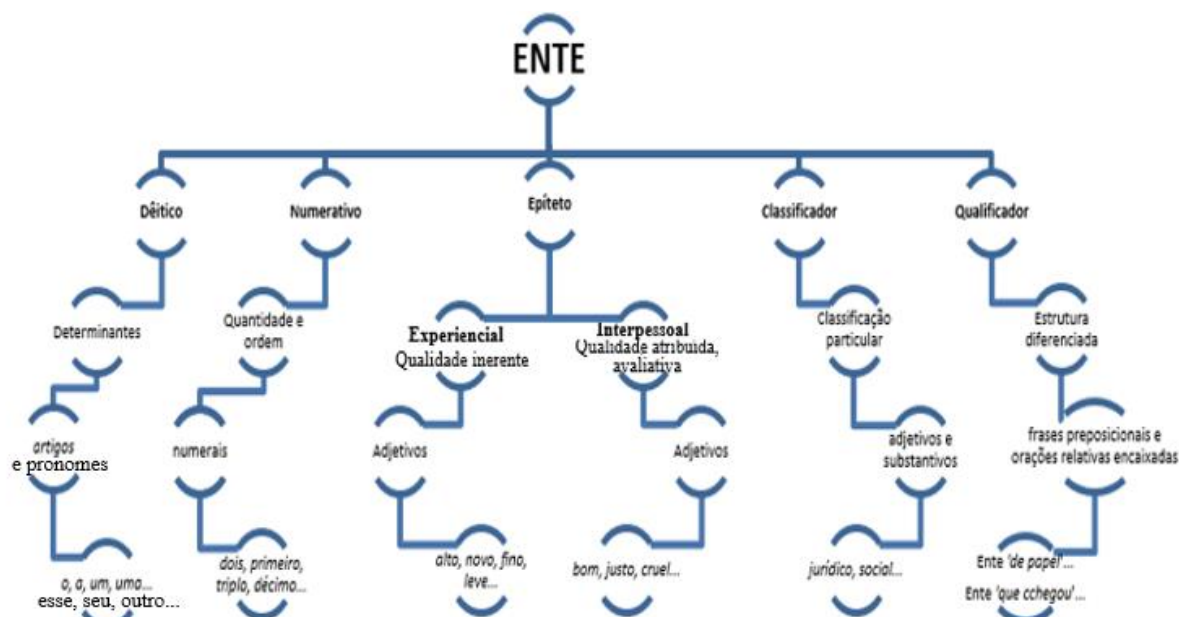 ENTE
Dêitico
Numerativo
Epíteto
Classificador
Qualificador
Determinantes
Quantidade e
ordem
Experiencial
Qualidade inerente
Interpessoal
Qualidade atribuída,
avaliativa
Classificação
particular
Estrutura
diferenciada
artigos
e pronomes
numerais
Adjetivos
Adjetivos
adjetivos e
substantivos
frases preposicionais e
orações relativas encaixadas
o, a, um, uma...
esse, seu, outro...
dois, primeiro,
triplo, décimo...
alto, novo, fino,
leve...
bom, justo, cruel...
jurídico, social...
Ente 'de papel'...
Ente 'que cchegou'...